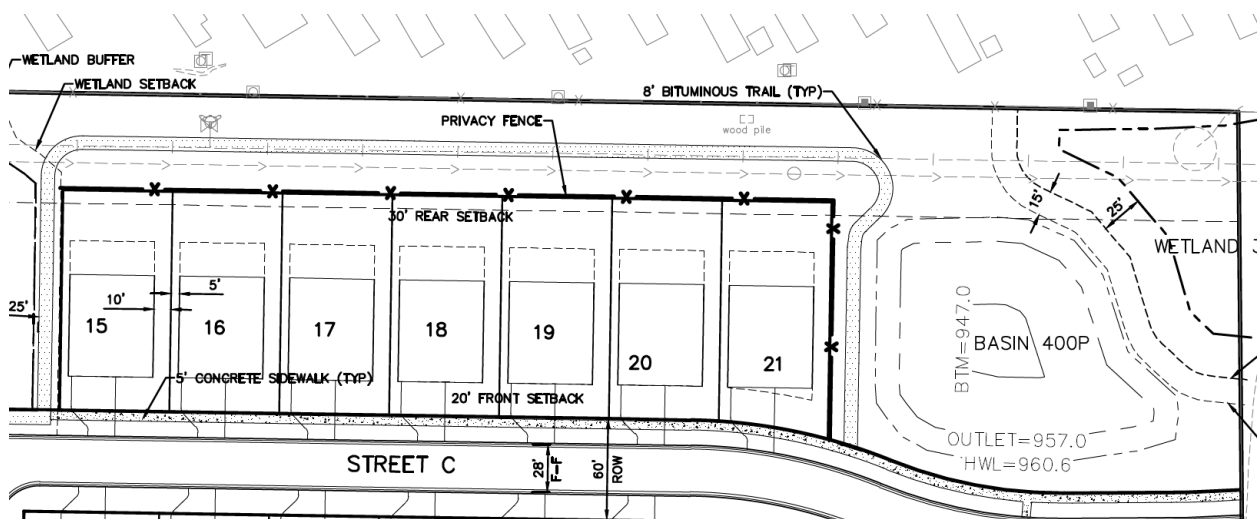 WETLAND BUFFER
WETLAND SETBACK
8' BITUMINOUS TRAIL (TYP)
PRIVACY FENCE
wood pile
30' REAR SETBACK
15'
25'
WETLAND
5'
10'
25'
15
16
17
18
19
20
21
BTM=947.0
BASIN 400P
5' CONCRETE SIDEWALK (TYP)
20' FRONT SETBACK
OUTLET=957.0
HWL=960.6
STREET C
28'
F-F
60'
ROW